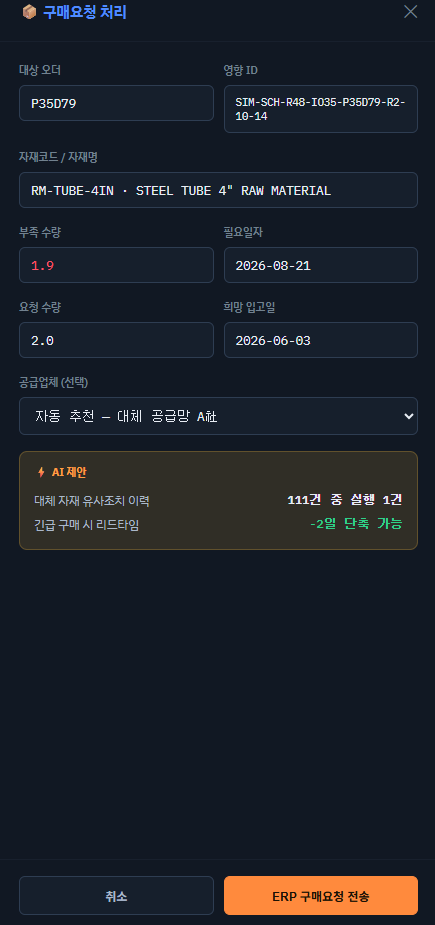 📦 구매요청 처리
대상 오더
영향 ID
P35D79
SIM-SCH-R48-IO35-P35D79-R2-
10-14
자재코드 / 자재명
RM-TUBE-4IN · STEEL TUBE 4" RAW MATERIAL
부족 수량
필요일자
1.9
2026-08-21
요청 수량
희망 입고일
2.0
2026-06-03
공급업체 (선택)
자동 추천 — 대체 공급망 A社
⚡ AI 제안
대체 자재 유사조치 이력
111건 중 실행 1건
긴급 구매 시 리드타임
-2일 단축 가능
취소
ERP 구매요청 전송